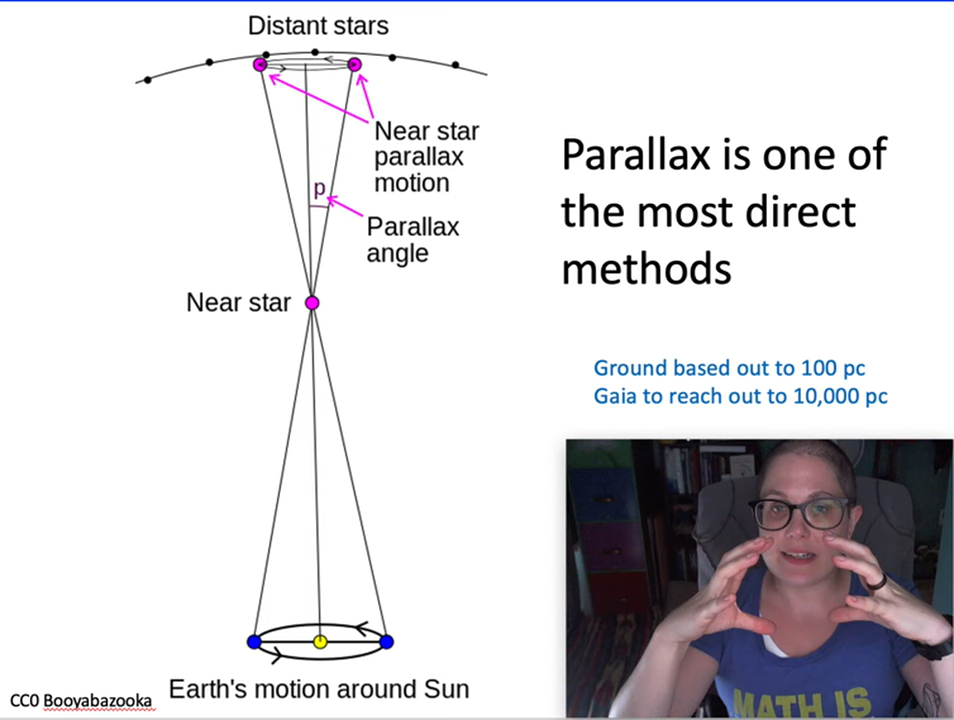 Distant stars
Near star
parallax
motion
p
Parallax
angle
Near star
Earth's motion around Sun
CC0 Booyabazooka
Parallax is one of
the most direct
methods
Ground based out to 100 pc
Gaia to reach out to 10,000 pc
MATH IS